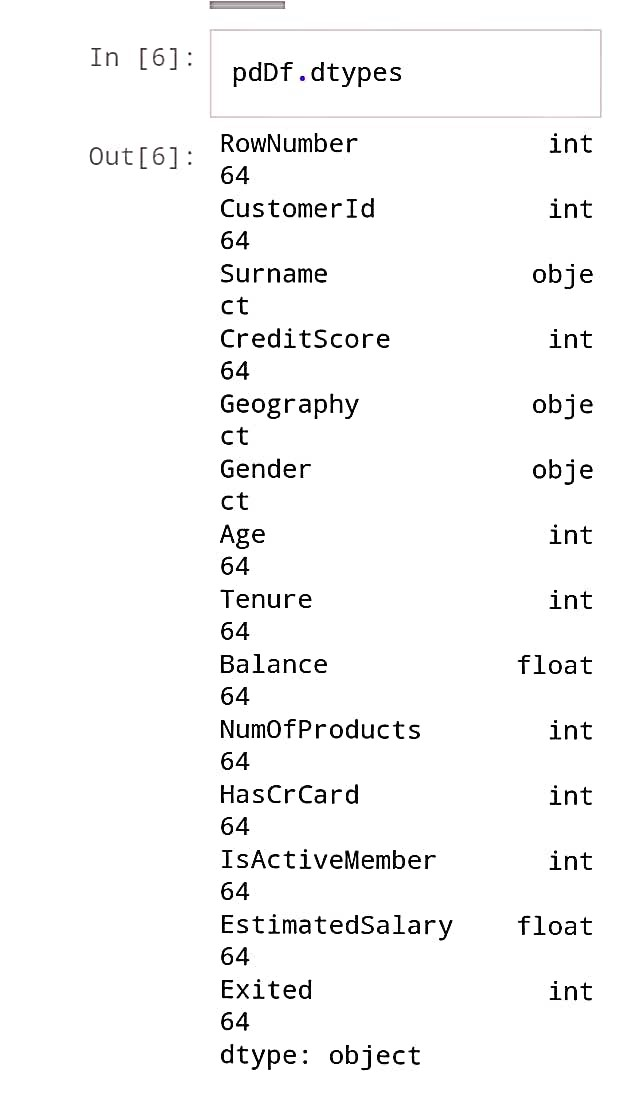 In [6]:
pdDf.dtypes
Out[6]:
RowNumber int
64
CustomerId int
64
Surname obje
ct
CreditScore int
64
Geography obje
ct
Gender obje
ct
Age int
64
Tenure int
64
Balance float
64
NumOfProducts int
64
HasCrCard int
64
IsActiveMember int
64
EstimatedSalary float
64
Exited int
64
dtype: object